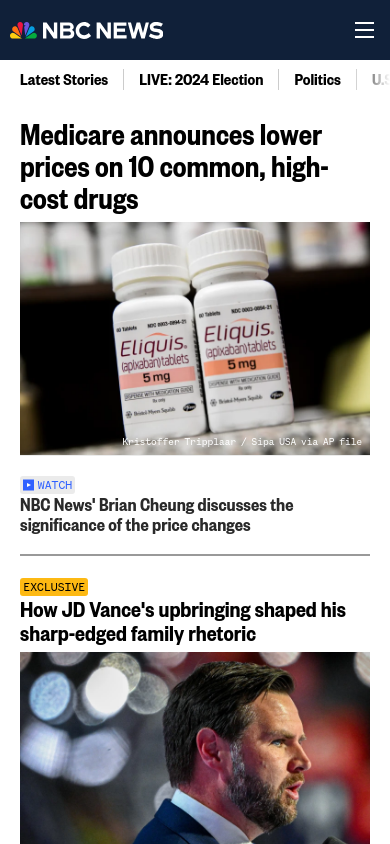 NBC NEWS
Latest Stories
LIVE: 2024 Election
Politics
U.S
Medicare announces lower
prices on 10 common, high-
cost drugs
60 Tablets NDC 0003-0894-21
Eliquis
(apixaban) tablets
5 mg
Bristol-Myers Squibb
60 Tablets NDC 0003-0894-21
Eliquis
(apixaban) tablets
5 mg
DISPENSE WITH MEDICATION GUIDE
Rx only
Bristol-Myers Squibb
Kristoffer Tripplaar / Sipa USA via AP file
WATCH
NBC News' Brian Cheung discusses the
significance of the price changes
EXCLUSIVE
How JD Vance's upbringing shaped his
sharp-edged family rhetoric